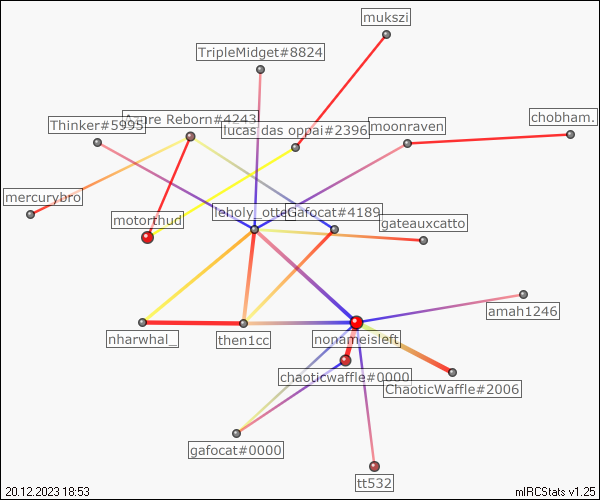 mukszi
TripleMidget#8824
chobham.
Azure Reborn#4243
Thinker#5995
lucas das oppai#2396
moonraven
mercurybro
motorthud
leholy_otte
Gafocat#4189
gateauxcatto
amah1246
nharwhal_
then1cc
nonameisleft
chaoticwaffle#0000
ChaoticWaffle#2006
gafocat#0000
tt532
20.12.2023 18:53
mIRCStats v1.25